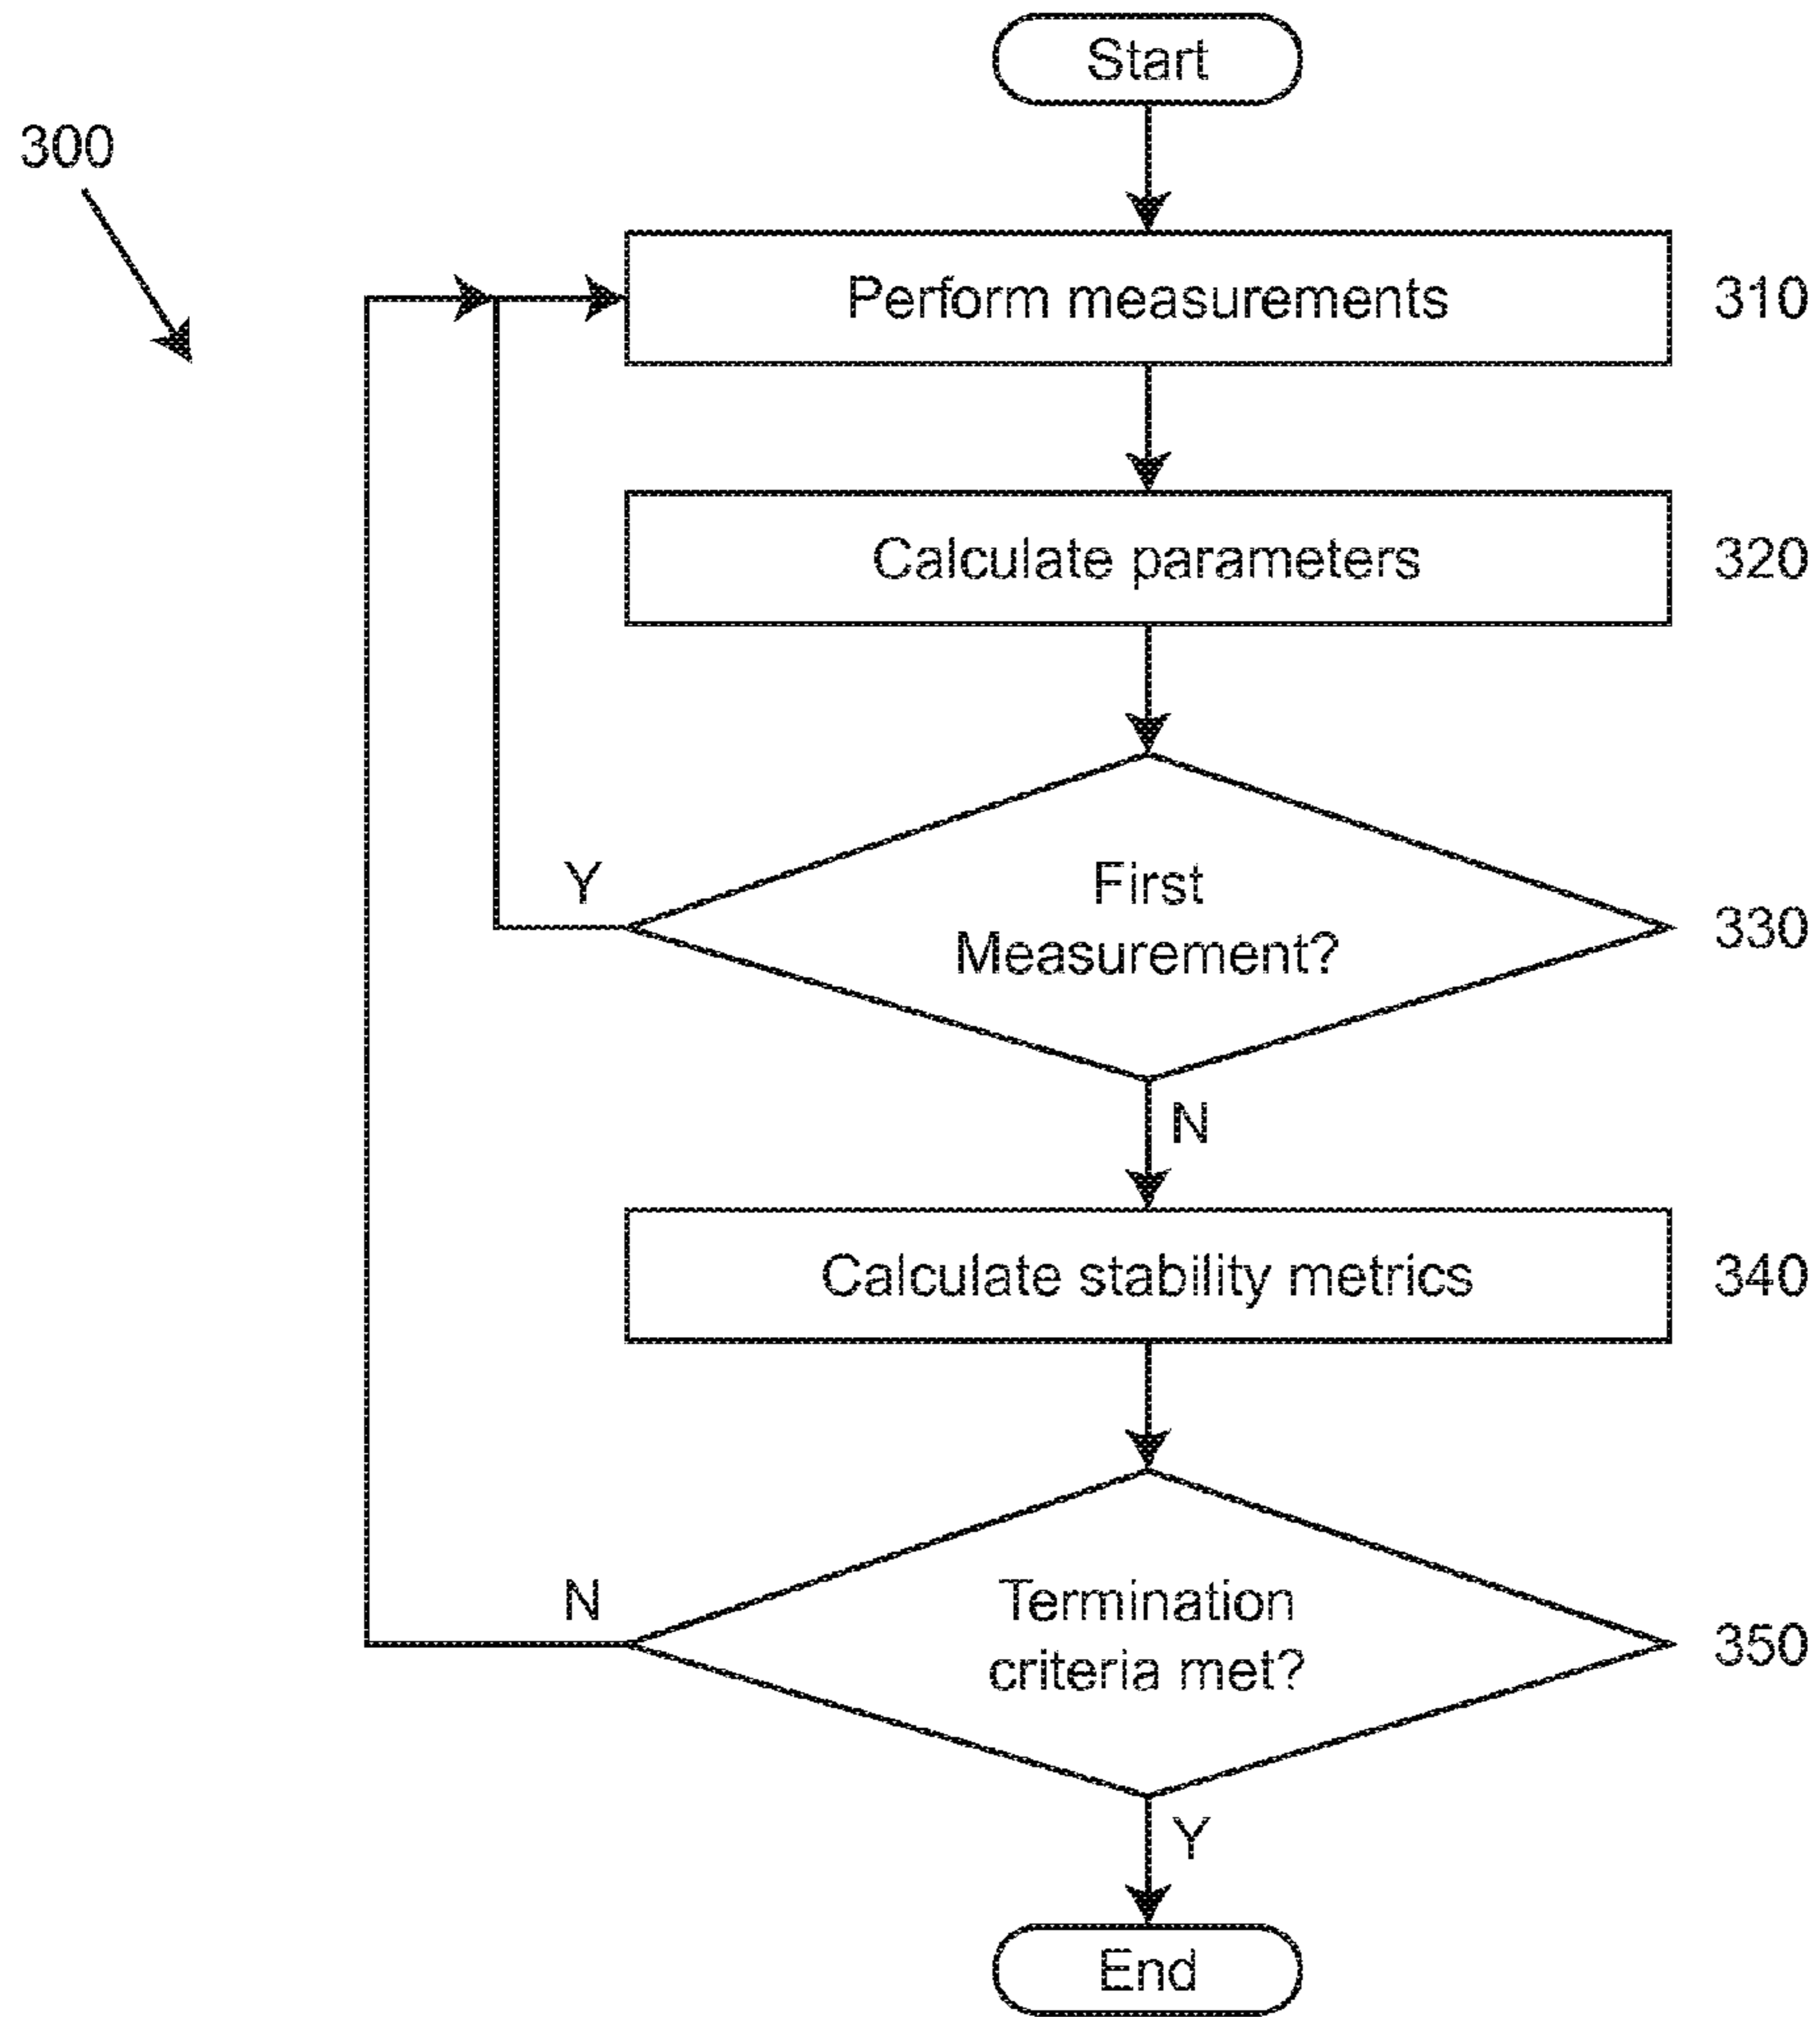 Start
300
Perform measurements
310
Calculate parameters
320
Y
First
Measurement?
330
N
Calculate stability metrics
340
N
Termination
criteria met?
350
Y
End